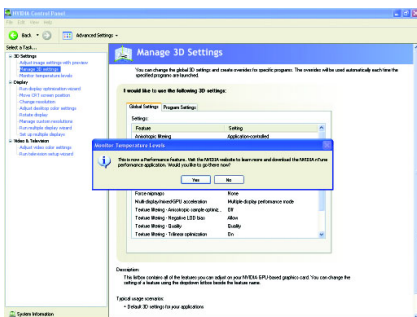 NVIDIA Control Panel
File Edit View Help
Back
Advanced Settings
Select a Task...
3D Settings
Adjust image settings with preview
Manage 3D settings
Monitor temperature levels
Display
Run display optimization wizard
Move CRT screen position
Change resolution
Adjust desktop color settings
Rotate display
Manage custom resolutions
Run multiple display wizard
Set up multiple displays
Video & Television
Adjust video color settings
Run television setup wizard
System Information
Manage 3D Settings
You can change the global 3D settings and create overrides for specific programs. The overrides will be used automatically each time the
specified programs are launched.
I would like to use the following 3D settings:
Global Settings Program Settings
Settings:
Feature Setting
Anisotropic filtering Application-controlled
Monitor Temperature Levels
This is now a Performance feature. Visit the NVIDIA website to learn more and download the NVIDIA nTune
performance application. Would you like to go there now?
Yes No
Force mipmaps None
Multi-display/mixed-GPU acceleration Multiple display performance mode
Texture filtering - Anisotropic sample optimiz... Off
Texture filtering - Negative LOD bias Allow
Texture filtering - Quality Quality
Texture filtering - Trilinear optimization On
Description:
This listbox contains all of the features you can adjust on your NVIDIA GPU-based graphics card. You can change the
setting of a feature using the dropdown listbox beside the feature name.
Typical usage scenarios:
• Default 3D settings for your applications